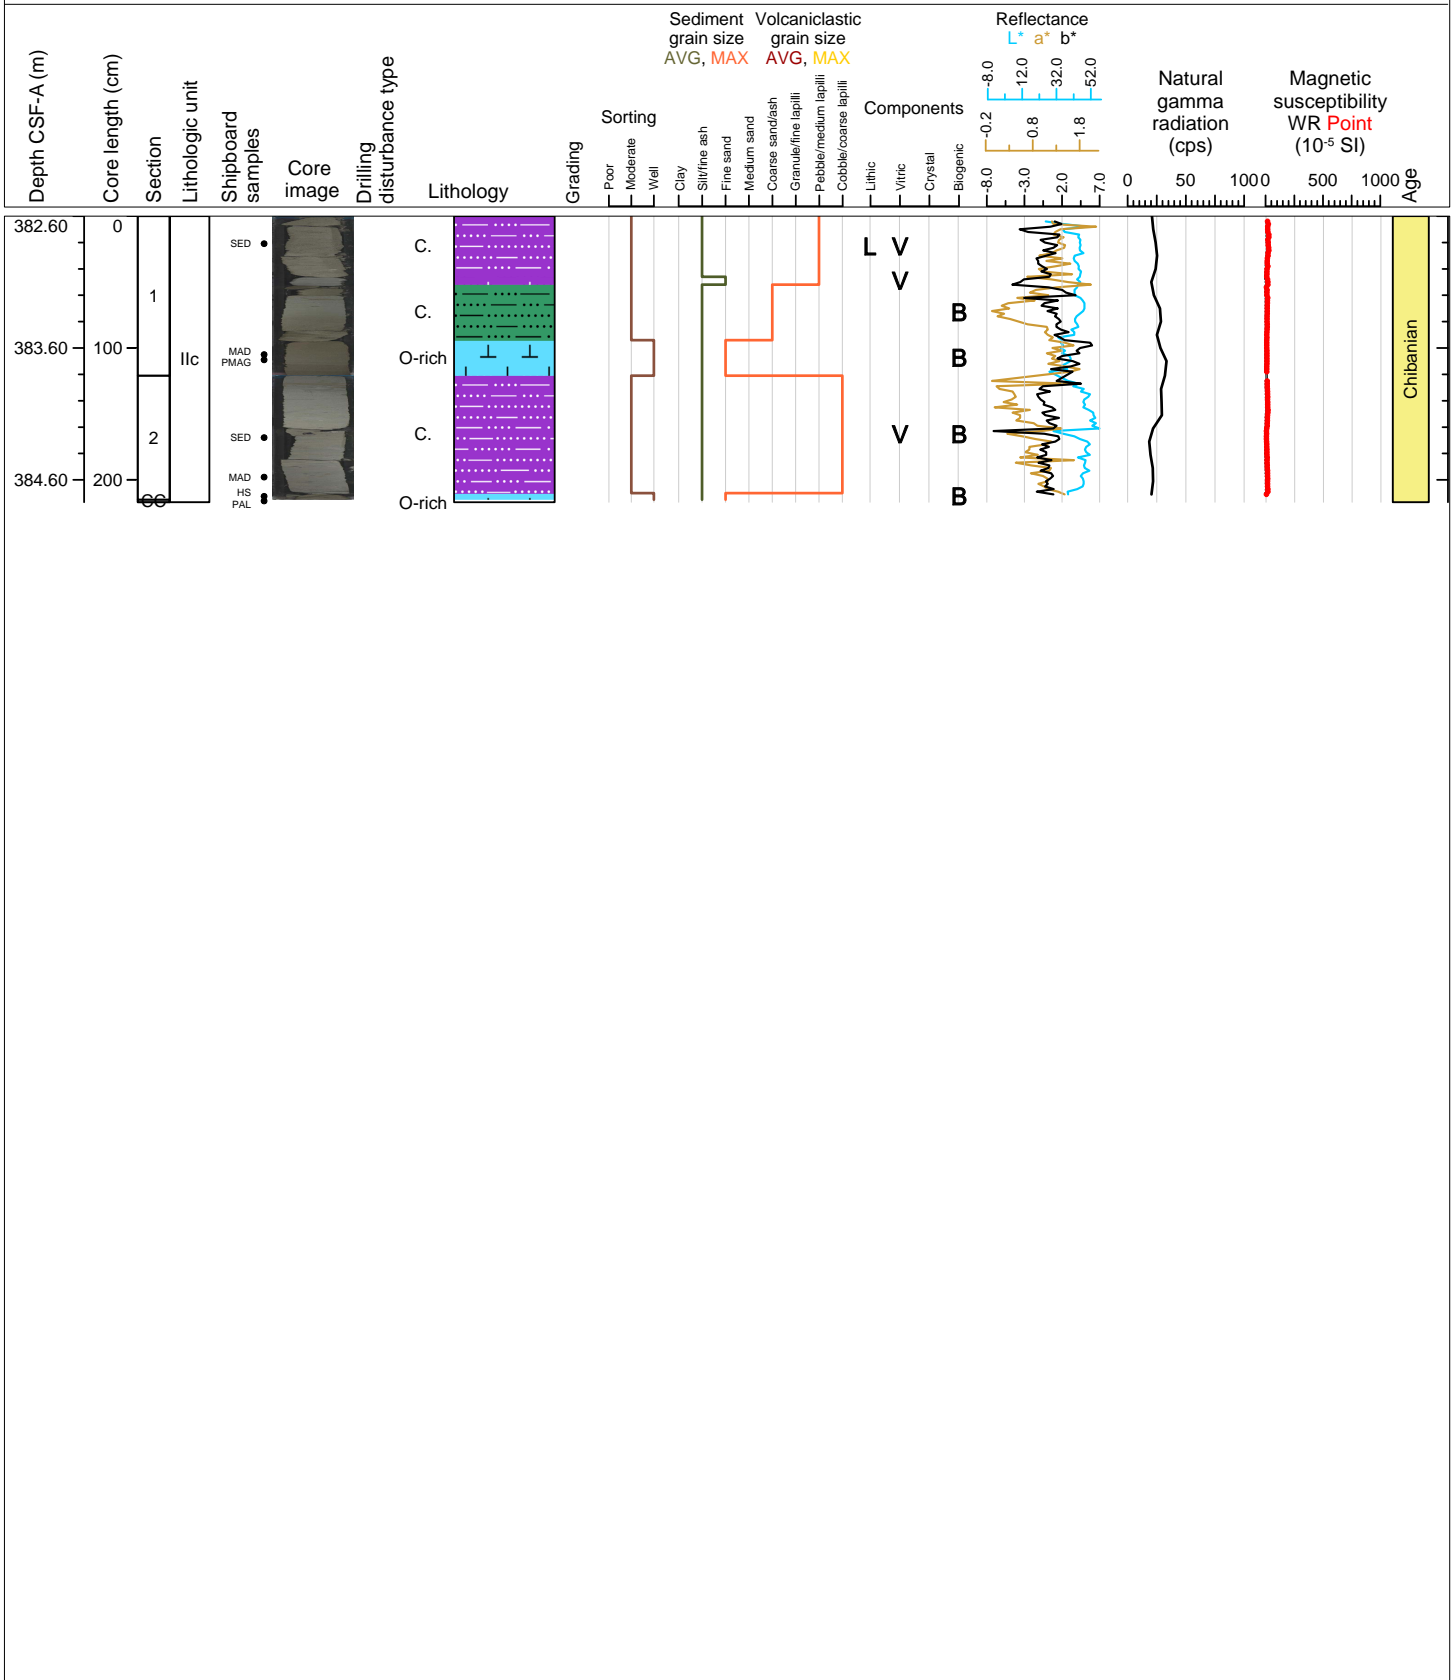 Depth CSF-A (m)
Core length (cm)
Section
Lithologic unit
Shipboard
samples
Core
image
Drilling
disturbance type
Lithology
Grading
Sorting
Poor
Moderate
Well
Sediment
grain size
AVG, MAX
Volcaniclastic
grain size
AVG, MAX
Clay
Silt/fine ash
Fine sand
Medium sand
Coarse sand/ash
Granule/fine lapilli
Pebble/medium lapilli
Cobble/coarse lapilli
Components
Lithic
Vitric
Crystal
Biogenic
Reflectance
L* a* b*
-8.0 12.0 32.0 52.0
-0.2 0.8 1.8
-8.0 -3.0 2.0 7.0
Natural
gamma
radiation
(cps)
0 50 100
Magnetic
susceptibility
WR Point
(10-5 SI)
0 500 1000
Age
382.60
383.60
384.60
0
100
200
1
2
CC
IIc
SED
MAD
PMAG
SED
MAD
HS
PAL
C.
C.
O-rich
C.
O-rich
L V
V
B
B
V B
B
Chibanian